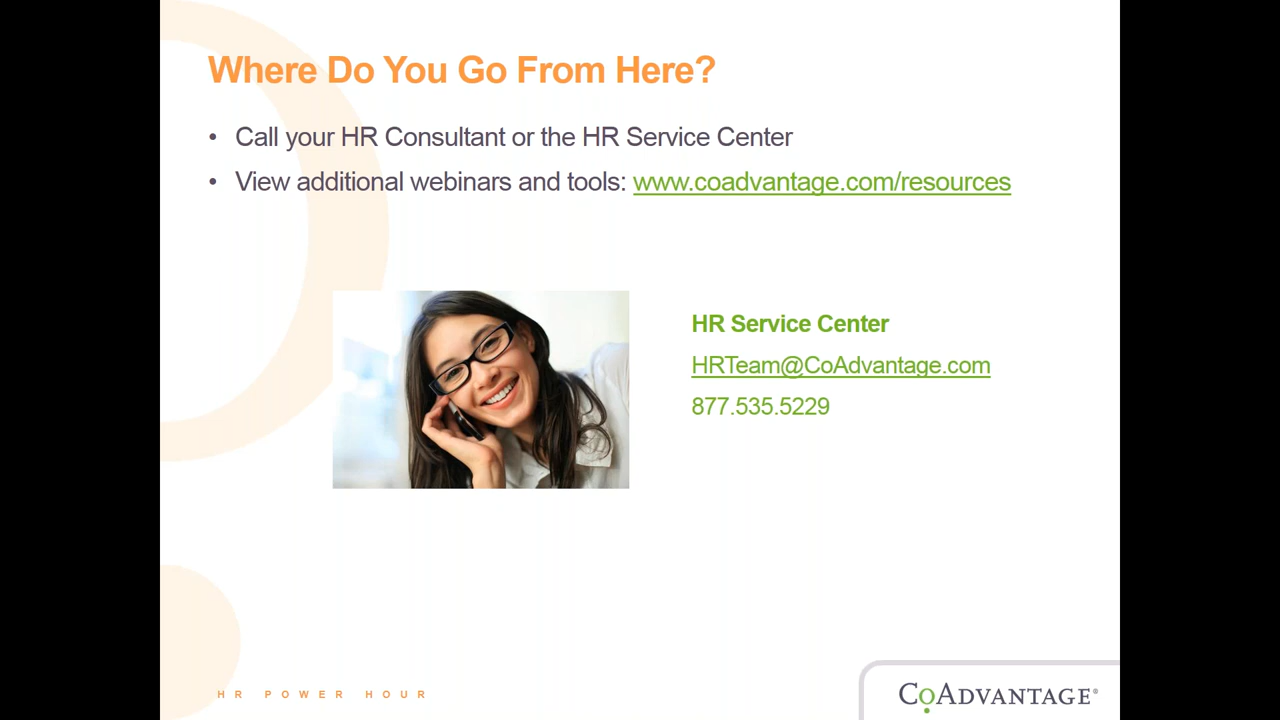 Where Do You Go From Here?
• Call your HR Consultant or the HR Service Center
• View additional webinars and tools: www.coadvantage.com/resources
HR Service Center
HRTeam@CoAdvantage.com
877.535.5229
HR POWER HOUR
COADVANTAGE®